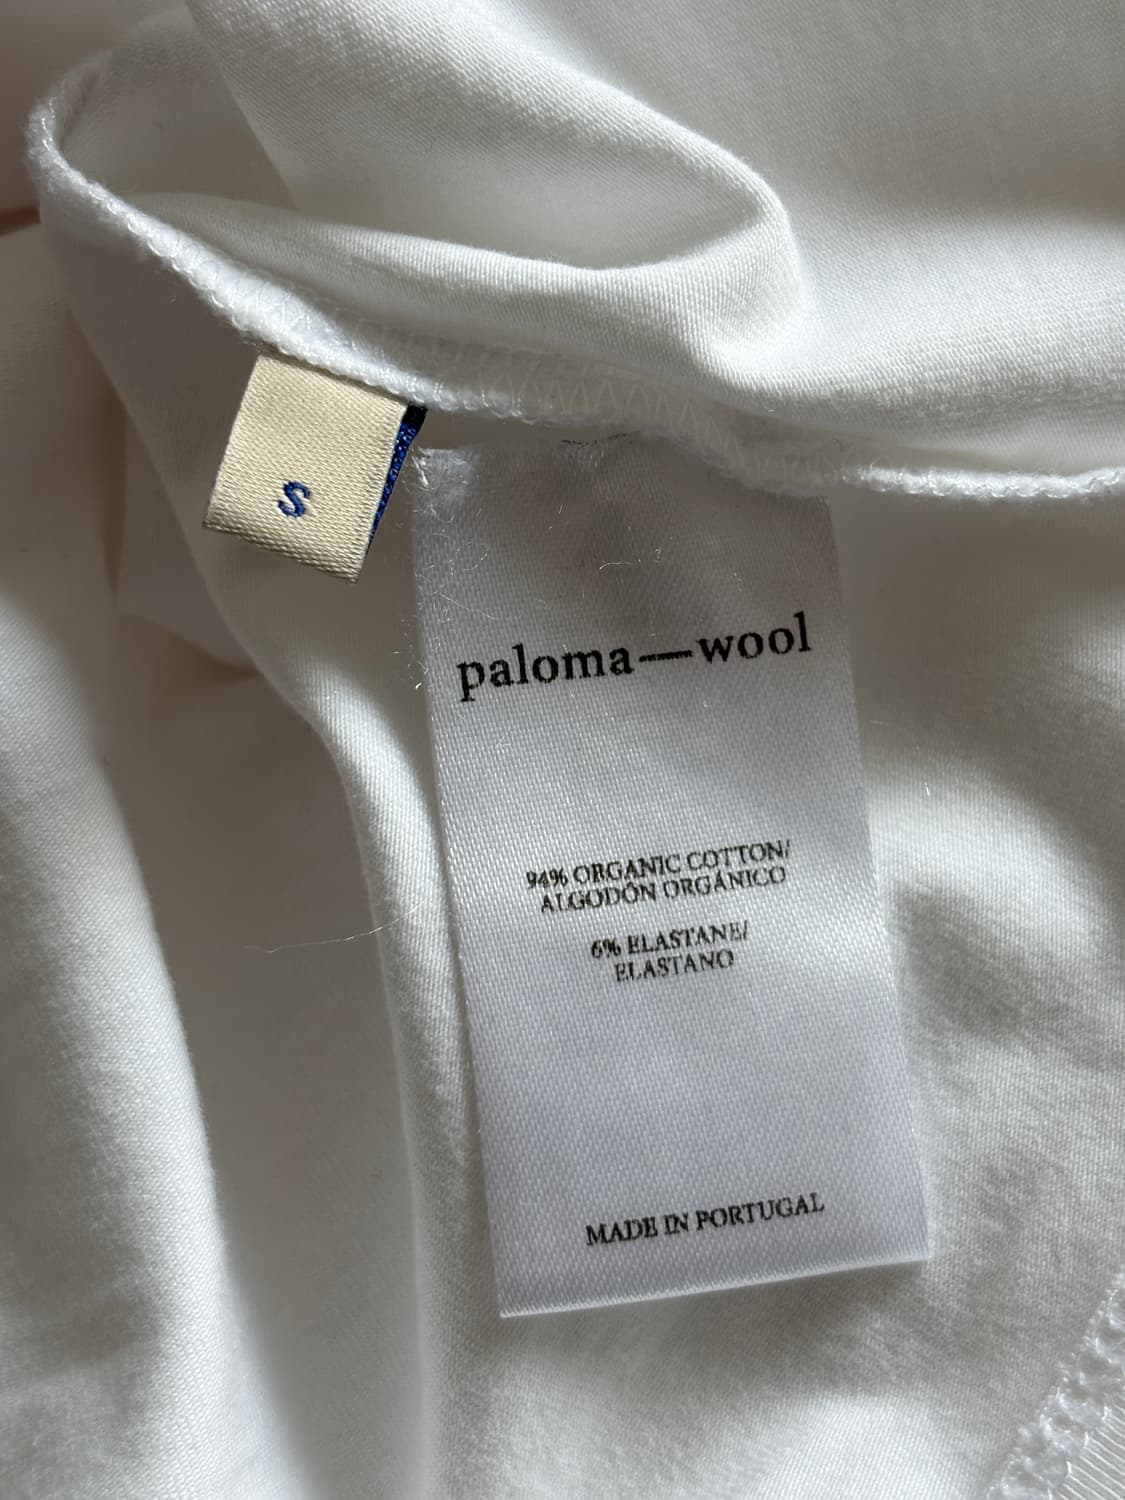 S
paloma—wool
94% ORGANIC COTTON/
ALGODÓN ORGÁNICO
6% ELASTANE/
ELASTANO
MADE IN PORTUGAL